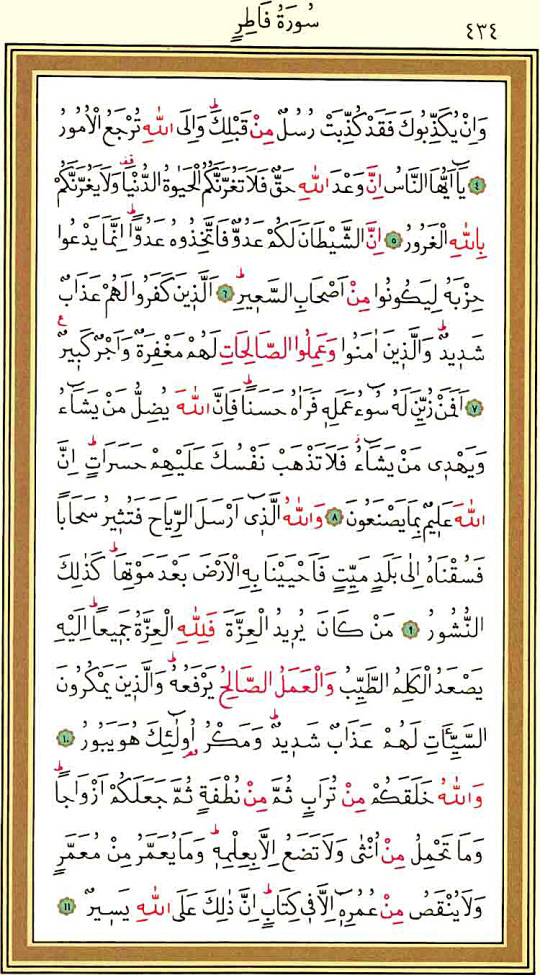 سُورَةُ فَاطِرٍ
٤٣٤
وَاِنْ يُكَذِّبُوكَ فَقَدْ كُذِّبَتْ رُسُلٌ مِنْ قَبْلِكَۜ وَاِلَى اللّٰهِ تُرْجَعُ الْاُمُورُ
﴿٤﴾ يَٓا اَيُّهَا النَّاسُ اِنَّ وَعْدَ اللّٰهِ حَقٌّ فَلَا تَغُرَّنَّكُمُ الْحَيٰوةُ الدُّنْيَا۠ وَلَا يَغُرَّنَّكُمْ
بِاللّٰهِ الْغَرُورُ ﴿٥﴾ اِنَّ الشَّيْطَانَ لَكُمْ عَدُوٌّ فَاتَّخِذُوهُ عَدُوًّاۜ اِنَّمَا يَدْعُوا
حِزْبَهُ لِيَكُونُوا مِنْ اَصْحَابِ السَّعِيرِۜ ﴿٦﴾ اَلَّذِينَ كَفَرُوا لَهُمْ عَذَابٌ
شَدِيدٌۜ وَالَّذِينَ اٰمَنُوا وَعَمِلُوا الصَّالِحَاتِ لَهُمْ مَغْفِرَةٌ وَاَجْرٌ كَبِيرٌ
﴿٧﴾ اَفَمَنْ زُيِّنَ لَهُ سُٓوءُ عَمَلِهِ فَرَاٰهُ حَسَنًاۜ فَاِنَّ اللّٰهَ يُضِلُّ مَنْ يَشَٓاءُ
وَيَهْدِي مَنْ يَشَٓاءُۘ فَلَا تَذْهَبْ نَفْسُكَ عَلَيْهِمْ حَسَرَاتٍۜ اِنَّ
اللّٰهَ عَلِيمٌ بِمَا يَصْنَعُونَ ﴿٨﴾ وَاللّٰهُ الَّذِٓي اَرْسَلَ الرِّيَاحَ فَتُثِيرُ سَحَابًا
فَسُقْنَاهُ اِلٰى بَلَدٍ مَيِّتٍ فَاَحْيَيْنَا بِهِ الْاَرْضَ بَعْدَ مَوْتِهَاۜ كَذٰلِكَ
النُّشُورُ ﴿٩﴾ مَنْ كَانَ يُرِيدُ الْعِزَّةَ فَلِلّٰهِ الْعِزَّةُ جَمِيعًاۜ اِلَيْهِ
يَصْعَدُ الْكَلِمُ الطَّيِّبُ وَالْعَمَلُ الصَّالِحُ يَرْفَعُهُۜ وَالَّذِينَ يَمْكُرُونَ
السَّيِّـَٔاتِ لَهُمْ عَذَابٌ شَدِيدٌۜ وَمَكْرُ اُو۬لٰٓئِكَ هُوَ يَبُورُ ﴿١٠﴾
وَاللّٰهُ خَلَقَكُمْ مِنْ تُرَابٍ ثُمَّ مِنْ نُطْفَةٍ ثُمَّ جَعَلَكُمْ اَزْوَاجًاۜ
وَمَا تَحْمِلُ مِنْ اُنْثٰى وَلَا تَضَعُ اِلَّا بِعِلْمِهِۜ وَمَا يُعَمَّرُ مِنْ مُعَمَّرٍ
وَلَا يُنْقَصُ مِنْ عُمُرِهِٓ اِلَّا فِي كِتَابٍۜ اِنَّ ذٰلِكَ عَلَى اللّٰهِ يَسِيرٌ ﴿١١﴾